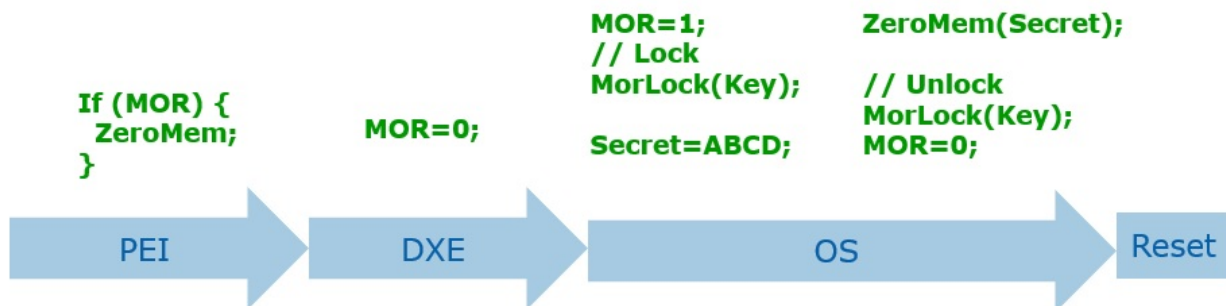 If (MOR) {
ZeroMem;
}
MOR=0;
MOR=1;
// Lock
MorLock(Key);
Secret=ABCD;
ZeroMem(Secret);
// Unlock
MorLock(Key);
MOR=0;
PEI
DXE
OS
Reset